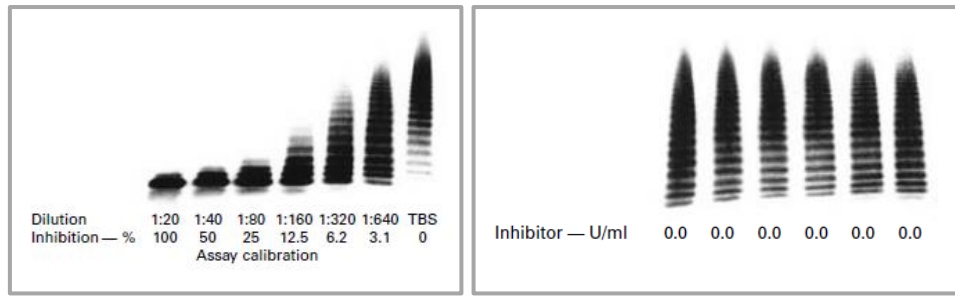 Dilution 1:20 1:40 1:80 1:160 1:320 1:640 TBS
Inhibition — % 100 50 25 12.5 6.2 3.1 0
Assay calibration
Inhibitor — U/ml 0.0 0.0 0.0 0.0 0.0 0.0